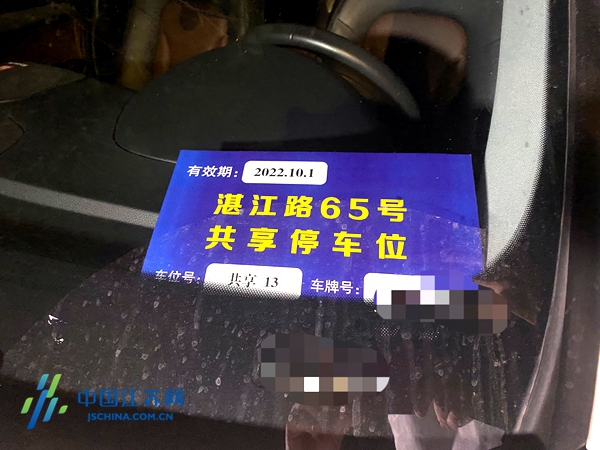 有效期：2022.10.1
湛江路65号
共享停车位
车位号：共享 13 车牌号：
中国江苏网
JSCHINA.COM.CN